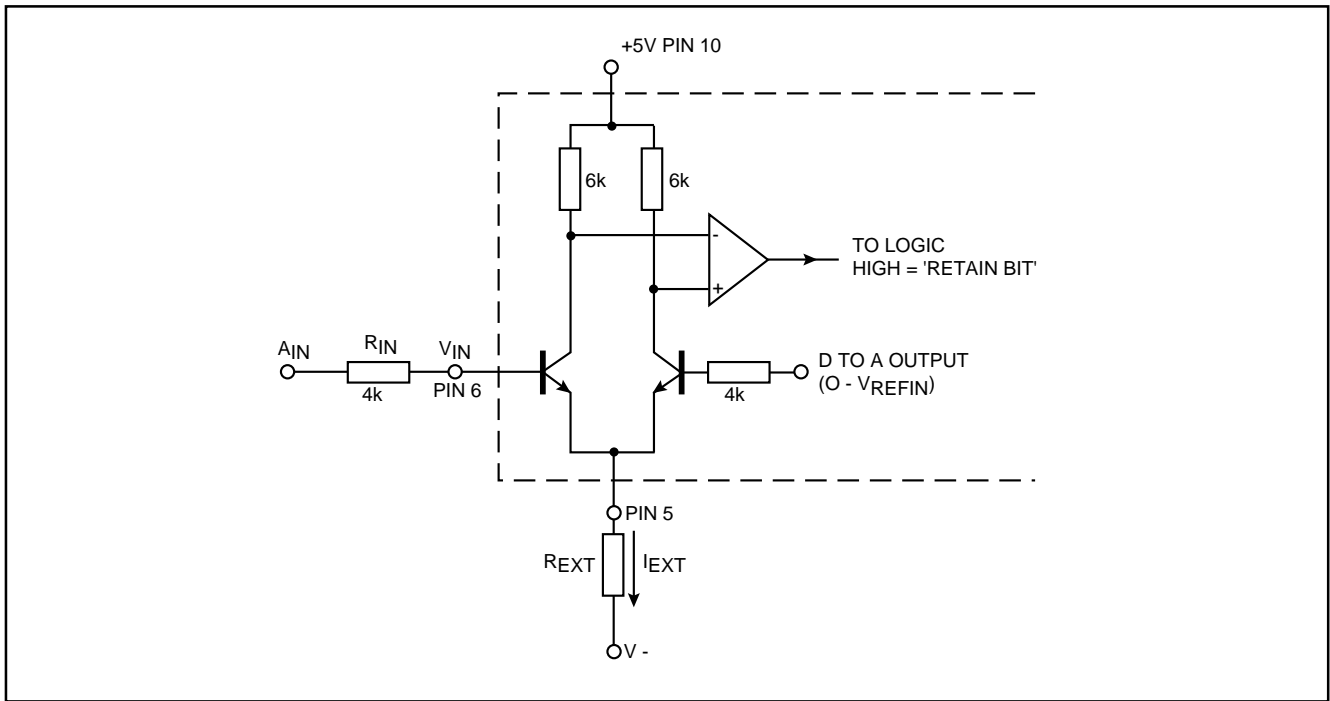 +5V PIN 10
6k
6k
-
+
TO LOGIC
HIGH = 'RETAIN BIT'
AIN
RIN
VIN
4k
PIN 6
4k
D TO A OUTPUT
(O - VREFIN)
PIN 5
REXT
IEXT
V -